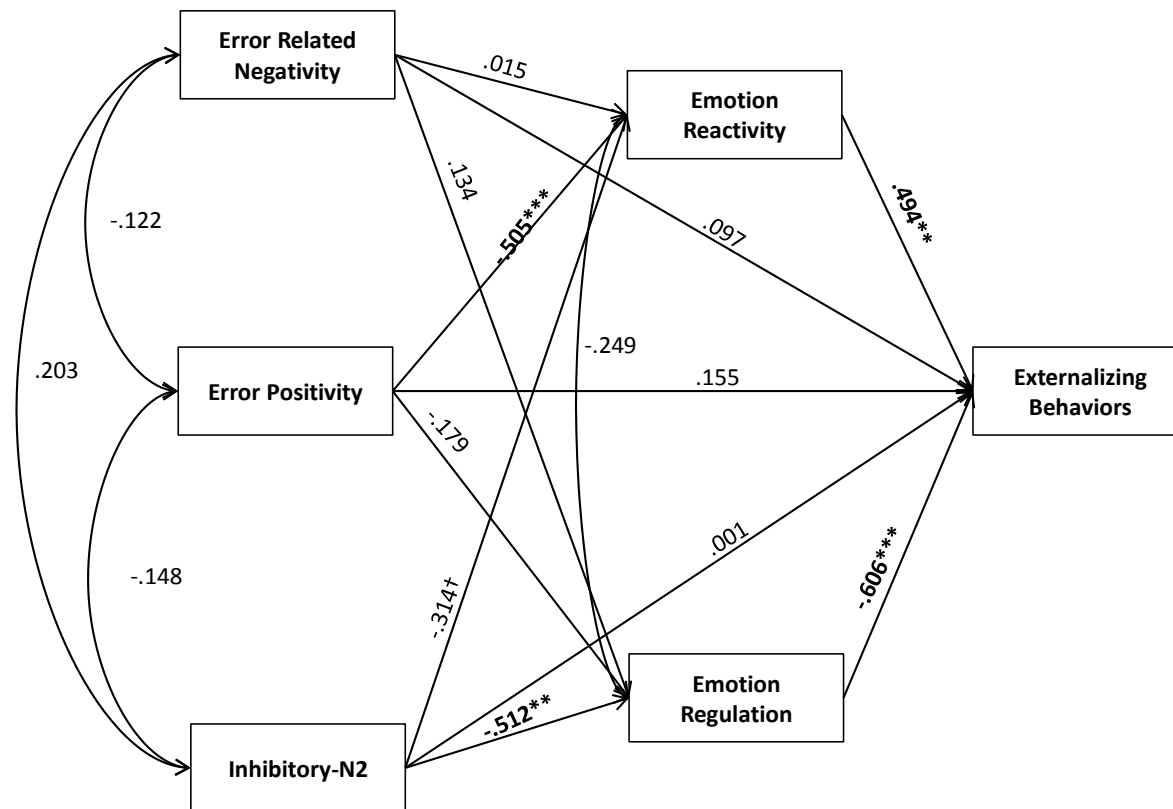 Error Related
Negativity
.015
Emotion
Reactivity
.134
-.122
-.505***
.494**
.097
-.249
.203
Error Positivity
.155
Externalizing
Behaviors
-.179
.001
-.148
-.314†
-.606***
Emotion
Regulation
-.512**
Inhibitory-N2